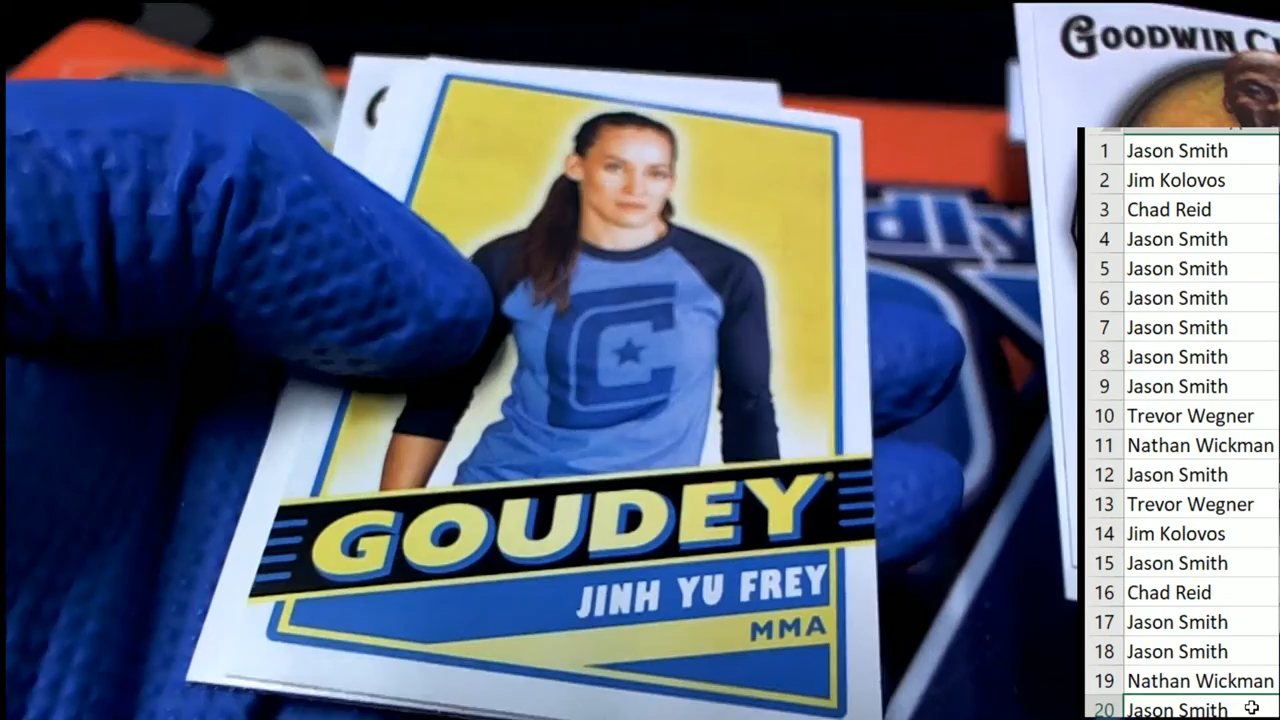 GOODWIN C
C
GOUDEY
JINH YU FREY
MMA
1 Jason Smith
2 Jim Kolovos
3 Chad Reid
4 Jason Smith
5 Jason Smith
6 Jason Smith
7 Jason Smith
8 Jason Smith
9 Jason Smith
10 Trevor Wegner
11 Nathan Wickman
12 Jason Smith
13 Trevor Wegner
14 Jim Kolovos
15 Jason Smith
16 Chad Reid
17 Jason Smith
18 Jason Smith
19 Nathan Wickman
20 Jason Smith